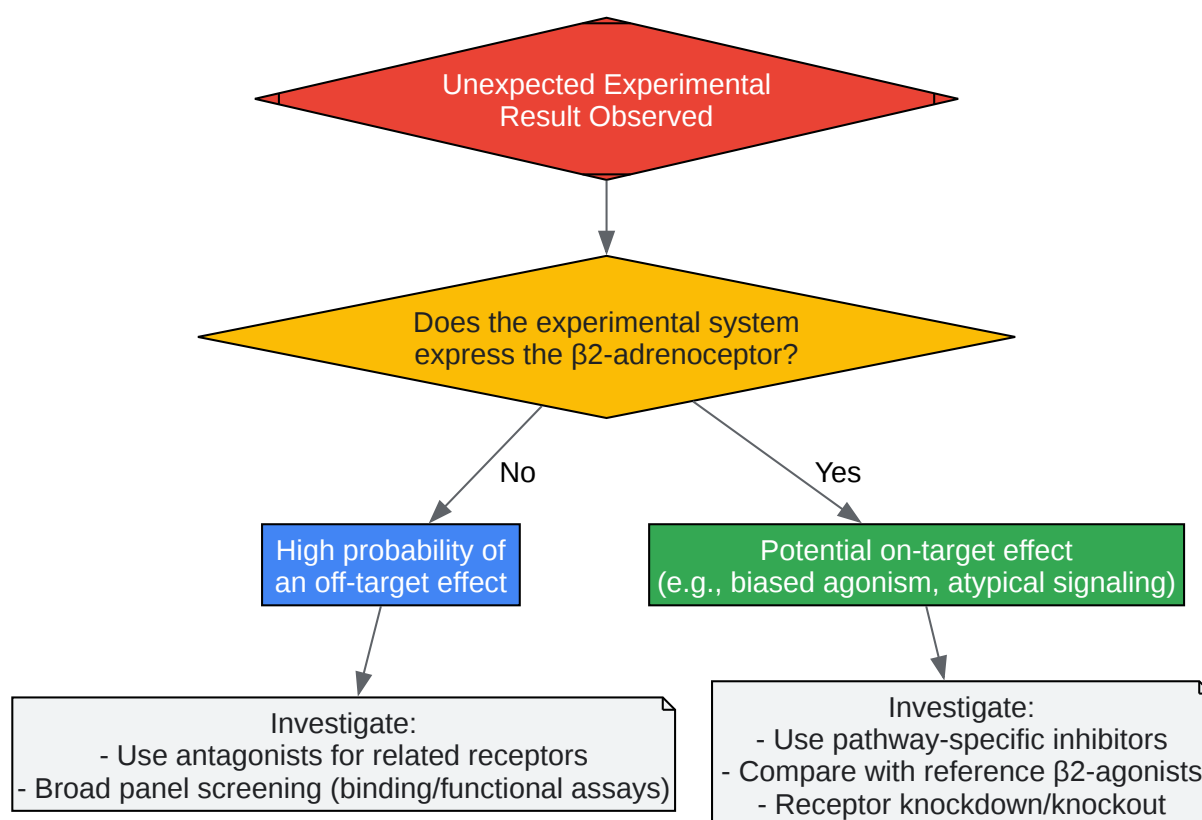 Unexpected Experimental
Result Observed
Does the experimental system
express the β2-adrenoceptor?
No
Yes
High probability of
an off-target effect
Potential on-target effect
(e.g., biased agonism, atypical signaling)
Investigate:
- Use antagonists for related receptors
- Broad panel screening (binding/functional assays)
Investigate:
- Use pathway-specific inhibitors
- Compare with reference β2-agonists
- Receptor knockdown/knockout